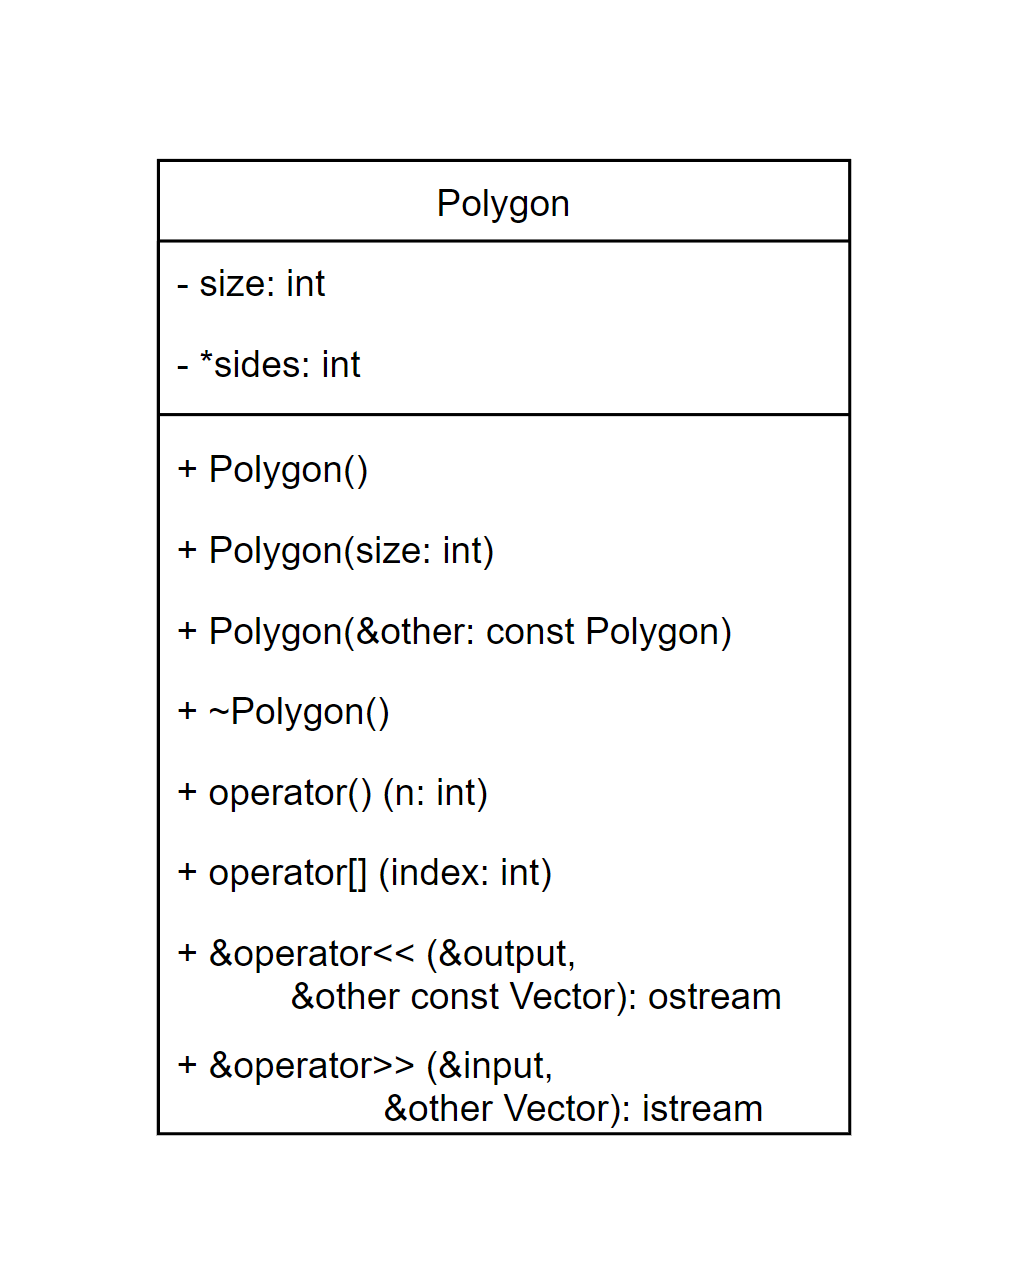 Polygon
- size: int
- *sides: int
+ Polygon()
+ Polygon(size: int)
+ Polygon(&other: const Polygon)
+ ~Polygon()
+ operator() (n: int)
+ operator[] (index: int)
+ &operator<< (&output,
&other const Vector): ostream
+ &operator>> (&input,
&other Vector): istream